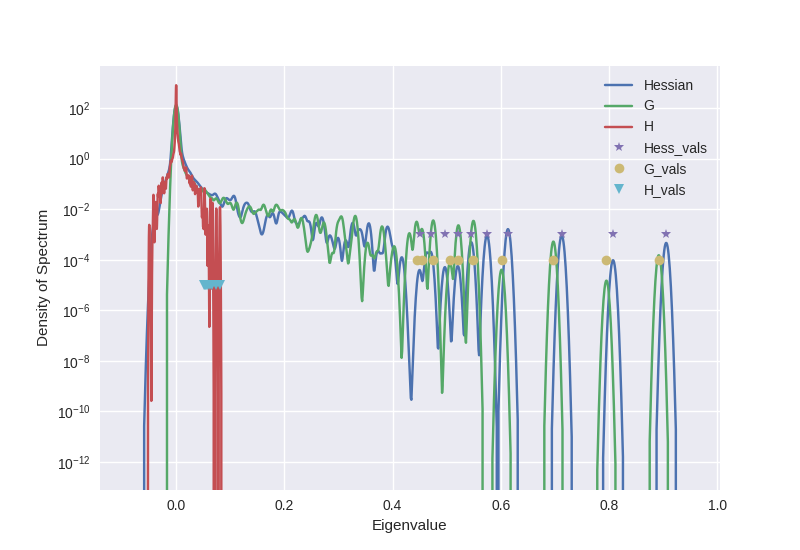 Hessian
G
H
Hess_vals
G_vals
H_vals
10^2
10^0
10^-2
10^-4
10^-6
10^-8
10^-10
10^-12
Density of Spectrum
0.0 0.2 0.4 0.6 0.8 1.0
Eigenvalue